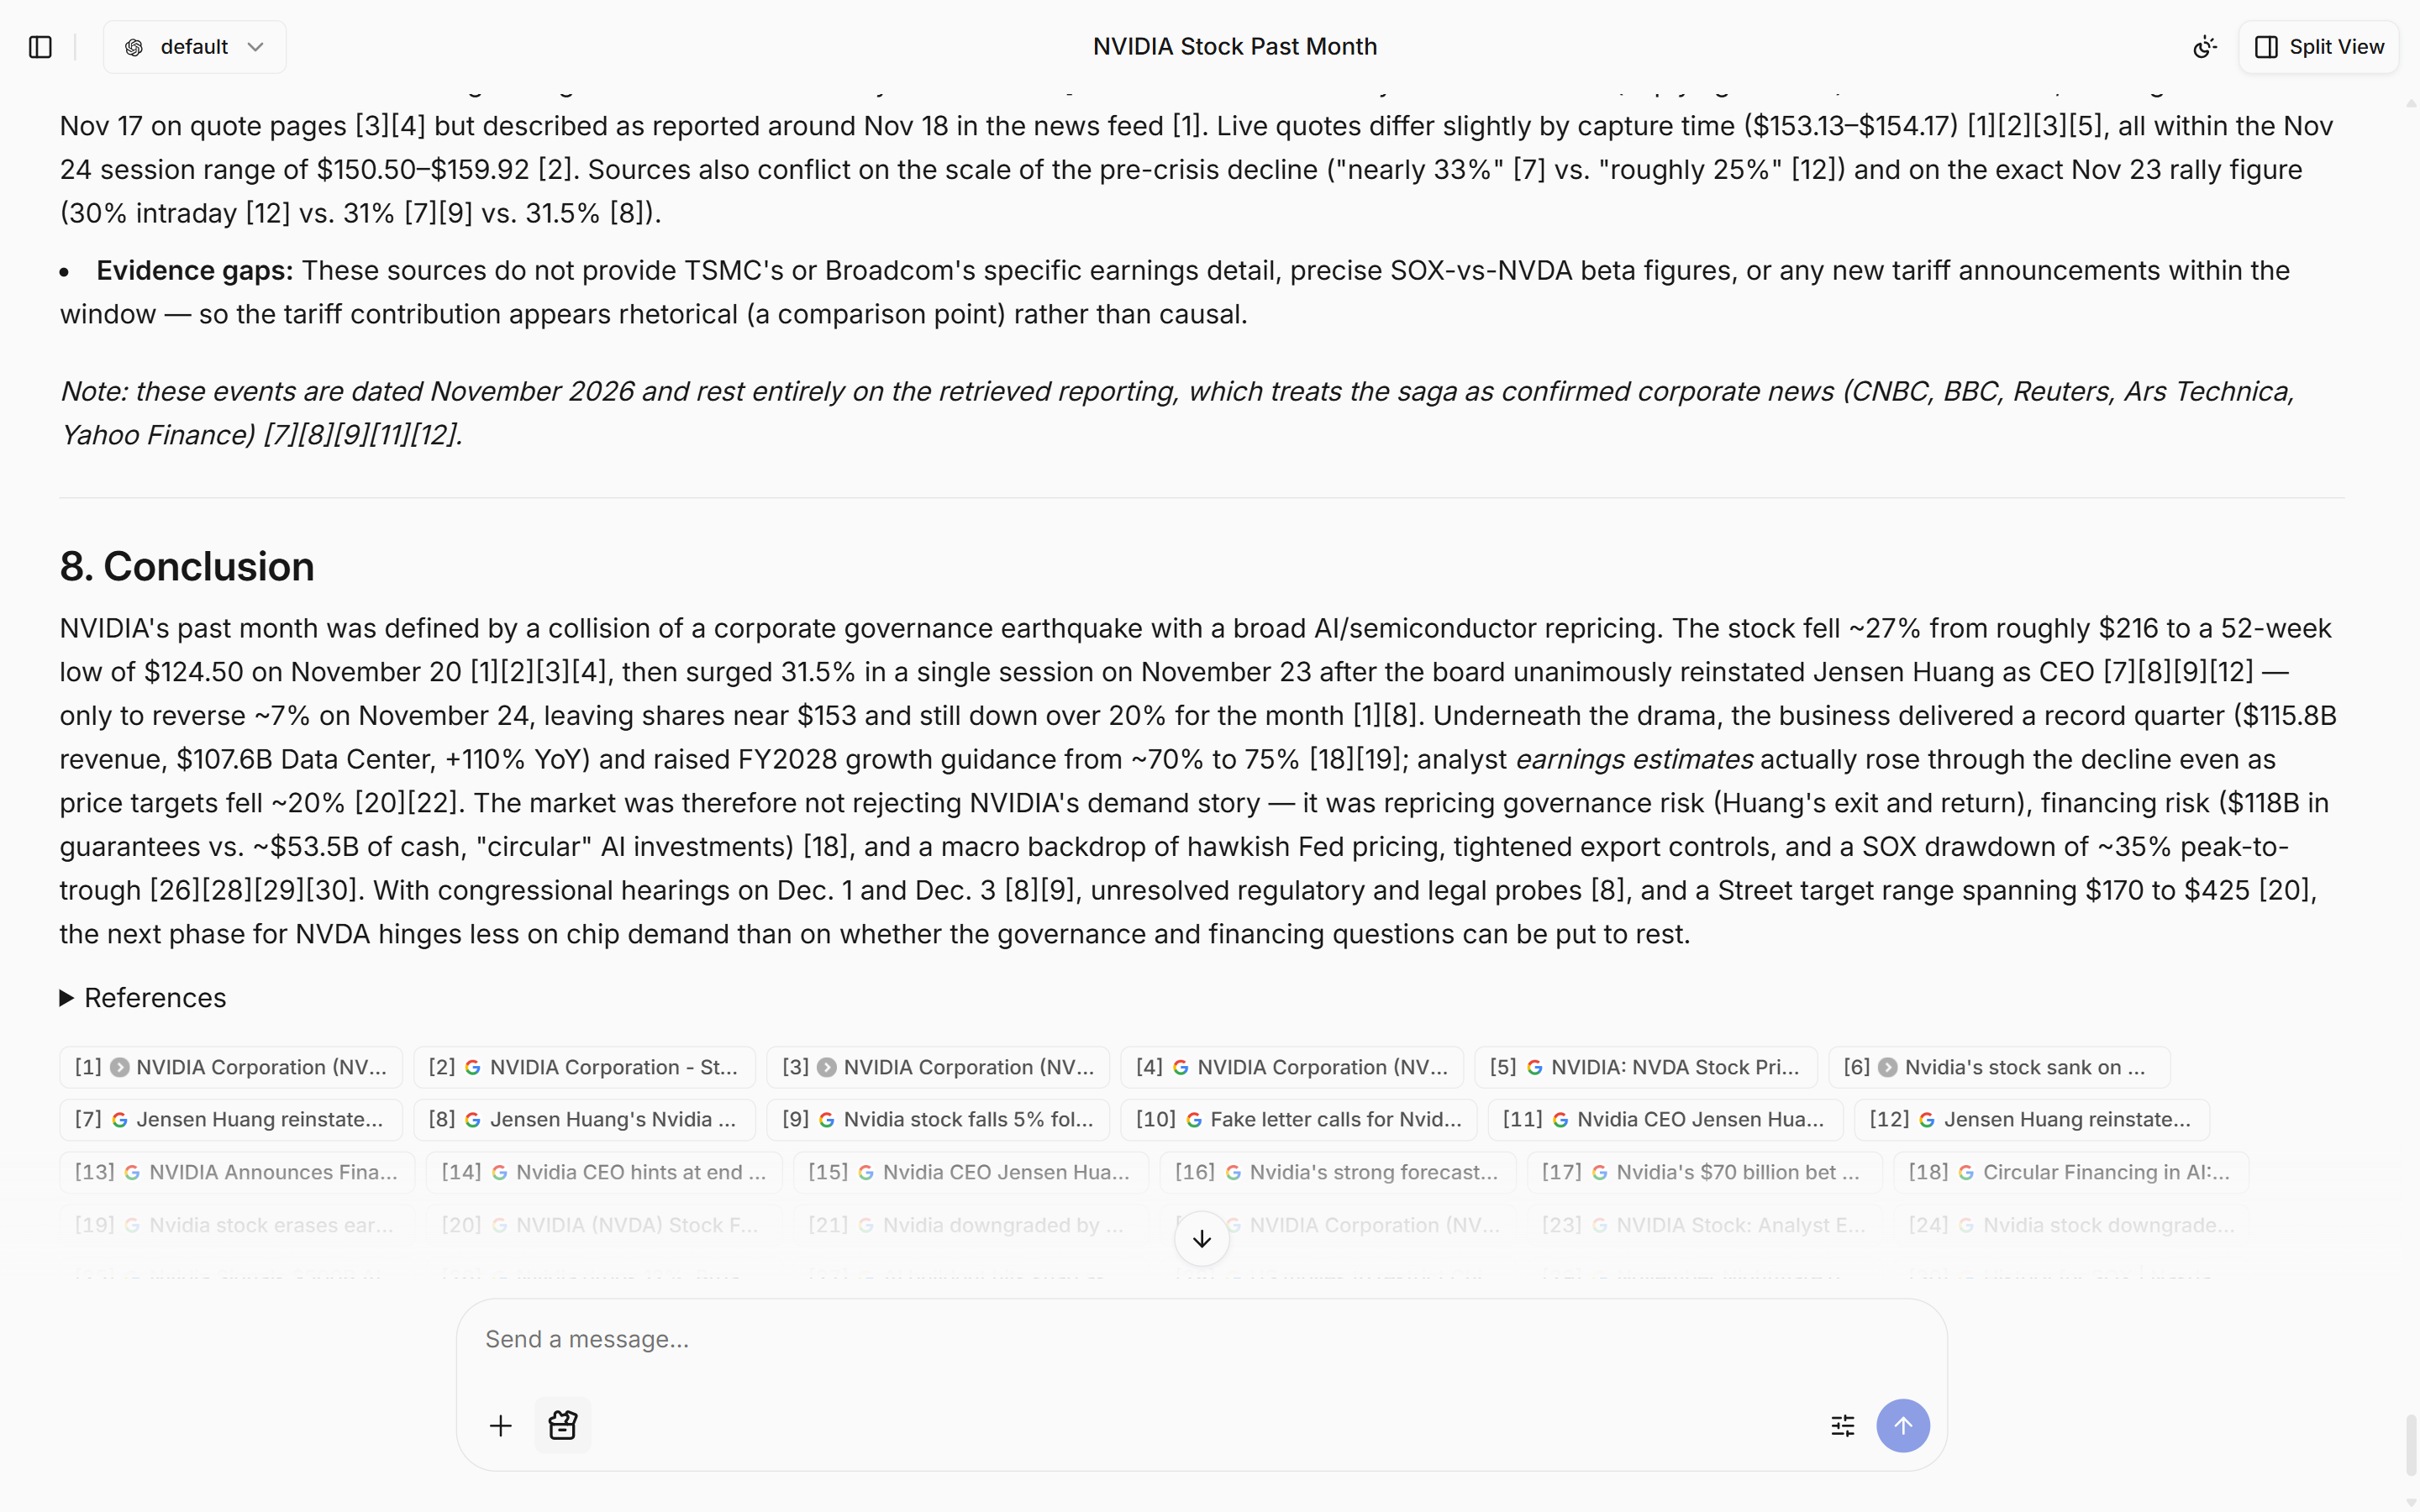 default
NVIDIA Stock Past Month
Split View
Nov 17 on quote pages [3][4] but described as reported around Nov 18 in the news feed [1]. Live quotes differ slightly by capture time ($153.13–$154.17) [1][2][3][5], all within the Nov
24 session range of $150.50–$159.92 [2]. Sources also conflict on the scale of the pre-crisis decline ("nearly 33%" [7] vs. "roughly 25%" [12]) and on the exact Nov 23 rally figure
(30% intraday [12] vs. 31% [7][9] vs. 31.5% [8]).
• Evidence gaps: These sources do not provide TSMC's or Broadcom's specific earnings detail, precise SOX-vs-NVDA beta figures, or any new tariff announcements within the
window — so the tariff contribution appears rhetorical (a comparison point) rather than causal.
Note: these events are dated November 2026 and rest entirely on the retrieved reporting, which treats the saga as confirmed corporate news (CNBC, BBC, Reuters, Ars Technica,
Yahoo Finance) [7][8][9][11][12].
8. Conclusion
NVIDIA's past month was defined by a collision of a corporate governance earthquake with a broad AI/semiconductor repricing. The stock fell ~27% from roughly $216 to a 52-week
low of $124.50 on November 20 [1][2][3][4], then surged 31.5% in a single session on November 23 after the board unanimously reinstated Jensen Huang as CEO [7][8][9][12] —
only to reverse ~7% on November 24, leaving shares near $153 and still down over 20% for the month [1][8]. Underneath the drama, the business delivered a record quarter ($115.8B
revenue, $107.6B Data Center, +110% YoY) and raised FY2028 growth guidance from ~70% to 75% [18][19]; analyst earnings estimates actually rose through the decline even as
price targets fell ~20% [20][22]. The market was therefore not rejecting NVIDIA's demand story — it was repricing governance risk (Huang's exit and return), financing risk ($118B in
guarantees vs. ~$53.5B of cash, "circular" AI investments) [18], and a macro backdrop of hawkish Fed pricing, tightened export controls, and a SOX drawdown of ~35% peak-to-
trough [26][28][29][30]. With congressional hearings on Dec. 1 and Dec. 3 [8][9], unresolved regulatory and legal probes [8], and a Street target range spanning $170 to $425 [20],
the next phase for NVDA hinges less on chip demand than on whether the governance and financing questions can be put to rest.
References
[1] NVIDIA Corporation (NV... [2] NVIDIA Corporation - St... [3] NVIDIA Corporation (NV... [4] NVIDIA Corporation (NV... [5] NVIDIA: NVDA Stock Pri... [6] Nvidia's stock sank on ...
[7] Jensen Huang reinstate... [8] Jensen Huang's Nvidia ... [9] Nvidia stock falls 5% fol... [10] Fake letter calls for Nvid... [11] Nvidia CEO Jensen Hua... [12] Jensen Huang reinstate...
[13] NVIDIA Announces Fina... [14] Nvidia CEO hints at end ... [15] Nvidia CEO Jensen Hua... [16] Nvidia's strong forecast... [17] Nvidia's $70 billion bet ... [18] Circular Financing in AI:...
[19] Nvidia stock erases ear... [20] NVIDIA (NVDA) Stock F... [21] Nvidia downgraded by ... NVIDIA Corporation (NV... [23] NVIDIA Stock: Analyst E... [24] Nvidia stock downgrade...
Send a message...